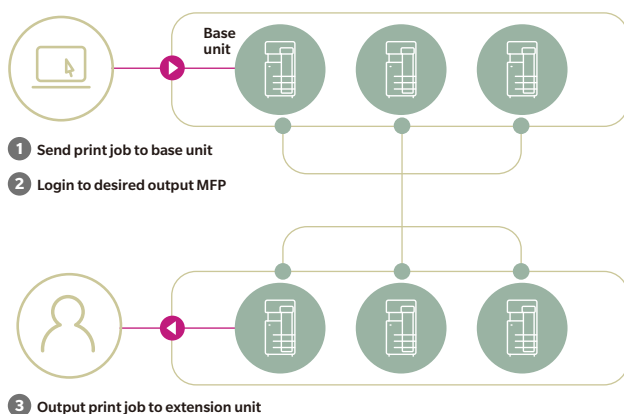 Base
unit
1 Send print job to base unit
2 Login to desired output MFP
3 Output print job to extension unit